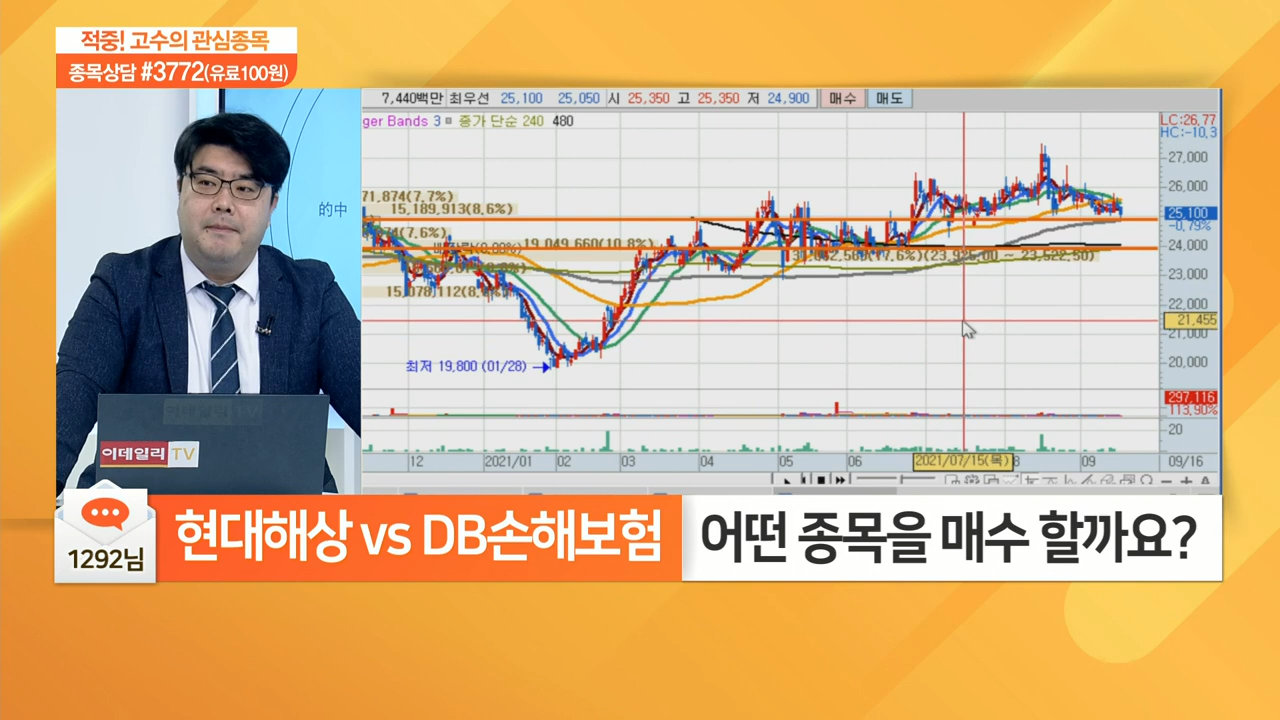 적중! 고수의 관심종목
종목상담 #3772(유료100원)
7,440백만 최우선 25,100 25,050 시 25,350 고 25,350 저 24,900 매수 매도
ger Bands 3 종가 단순 240 480
LC:26,77
HC:-10,3
27,000
71,874(7.7%)
26,000
15,189,913(8.6%)
25,100
-0.79%
的中
19,049,660(10.8%)
24,000
(17.6%)(23,925.00 ~ 23,522.50)
23,000
15,078,112
22,000
21,455
21,000
최저 19,800 (01/28)
20,000
297,116
113.90%
20
12 2021/01 02 03 04 05 06 2021/07/15(목) 8 09 09/16
이데일리 TV
이데일리 TV
1292님
현대해상 vs DB손해보험
어떤 종목을 매수 할까요?